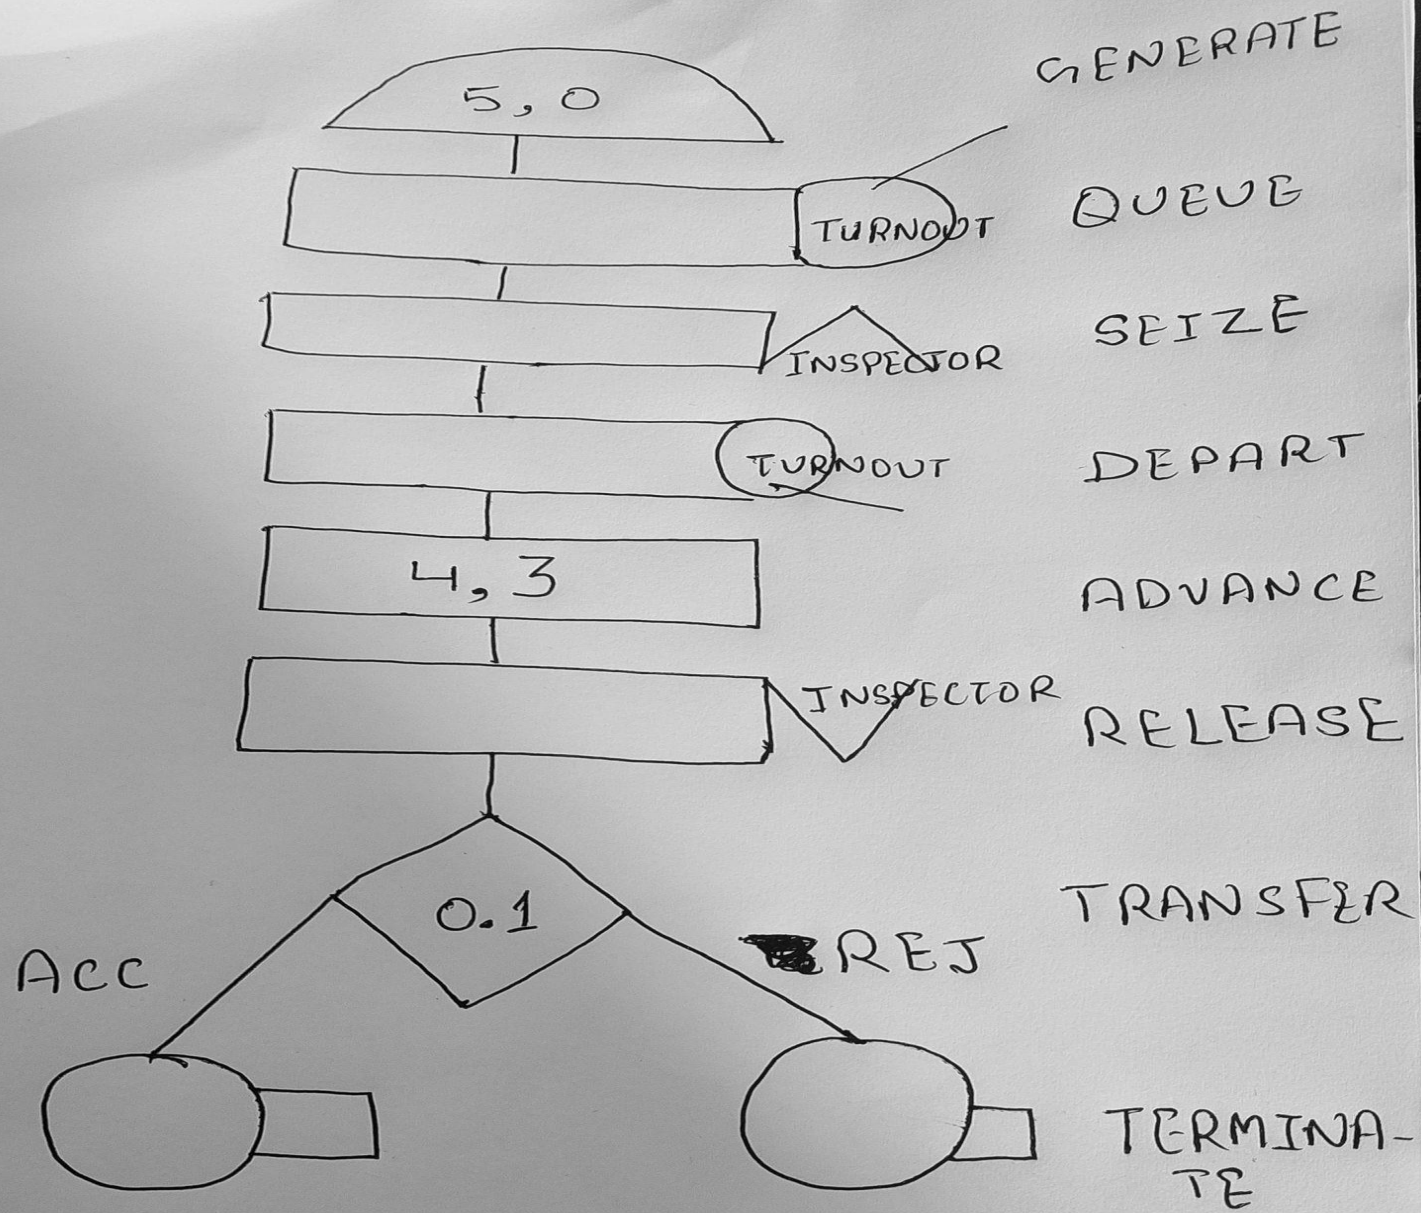 5, 0 GENERATE
TURNOUT QUEUE
INSPECTOR SEIZE
TURNOUT DEPART
4, 3 ADVANCE
INSPECTOR RELEASE
0.1 TRANSFER
ACC REJ
TERMINA-
TE